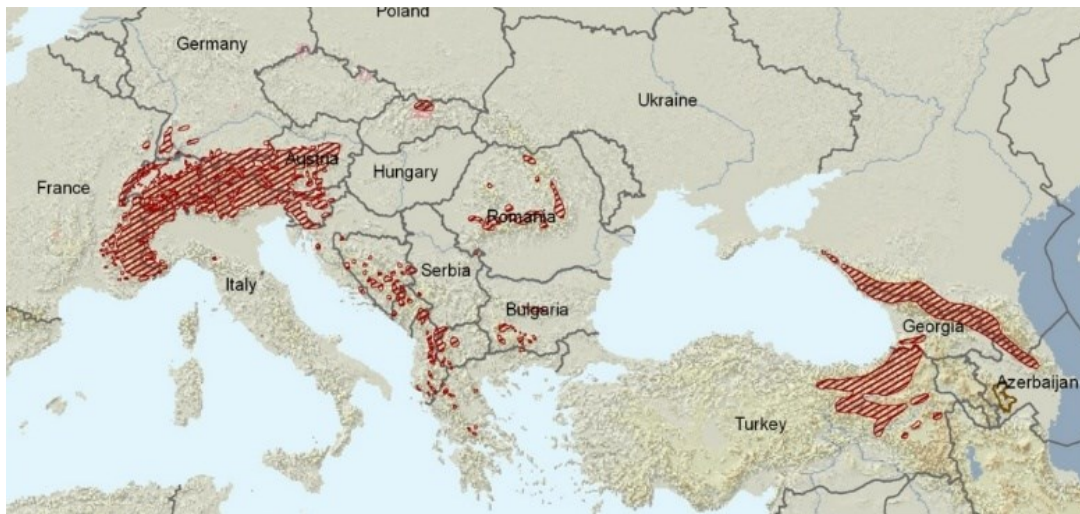 Poland
Germany
Ukraine
Austria
France
Hungary
Romania
Serbia
Italy
Bulgaria
Georgia
Azerbaijan
Turkey